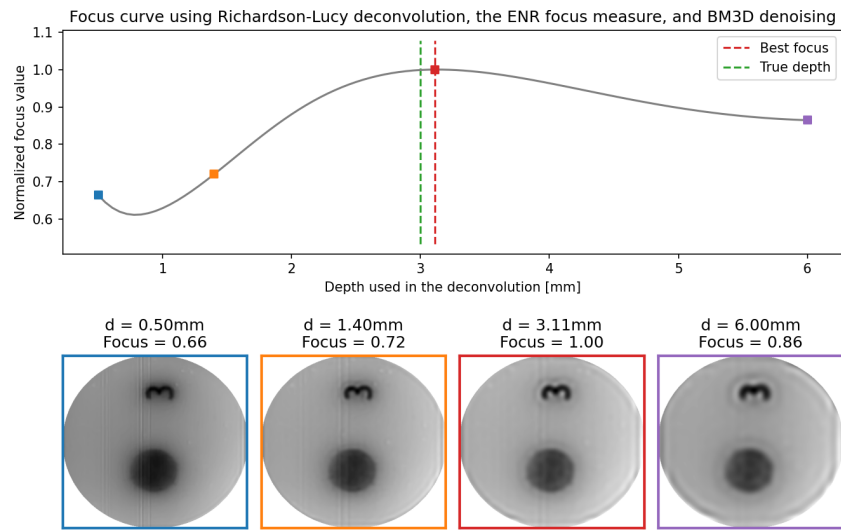 Focus curve using Richardson-Lucy deconvolution, the ENR focus measure, and BM3D denoising
1.1
1.0
0.9
0.8
0.7
0.6
Normalized focus value
Best focus
True depth
1
2
3
4
5
6
Depth used in the deconvolution [mm]
d = 0.50mm
Focus = 0.66
d = 1.40mm
Focus = 0.72
d = 3.11mm
Focus = 1.00
d = 6.00mm
Focus = 0.86